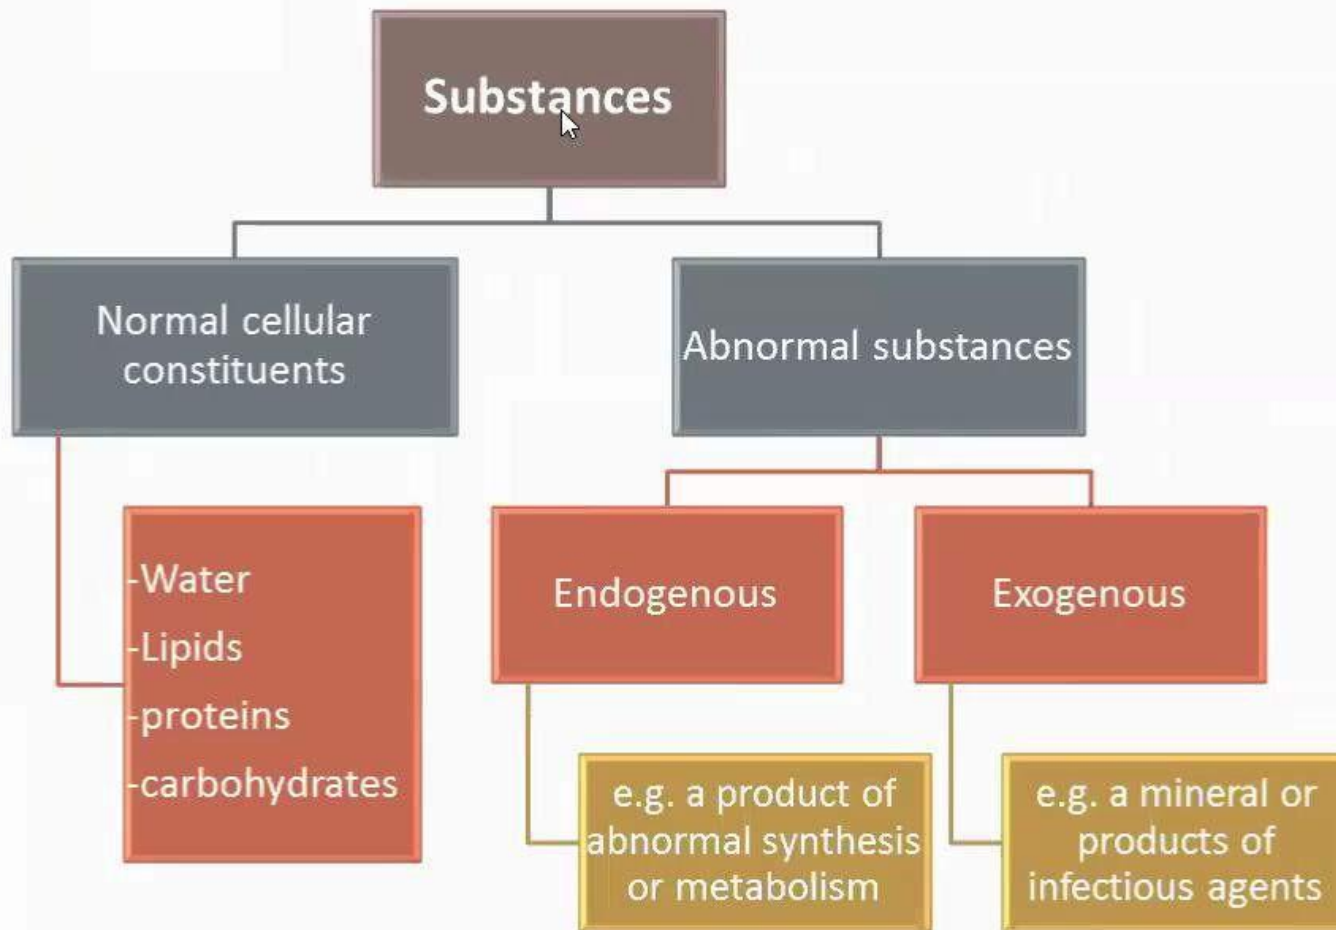 Substances
Normal cellular
constituents
Abnormal substances
-Water
-Lipids
-proteins
-carbohydrates
Endogenous
Exogenous
e.g. a product of
abnormal synthesis
or metabolism
e.g. a mineral or
products of
infectious agents